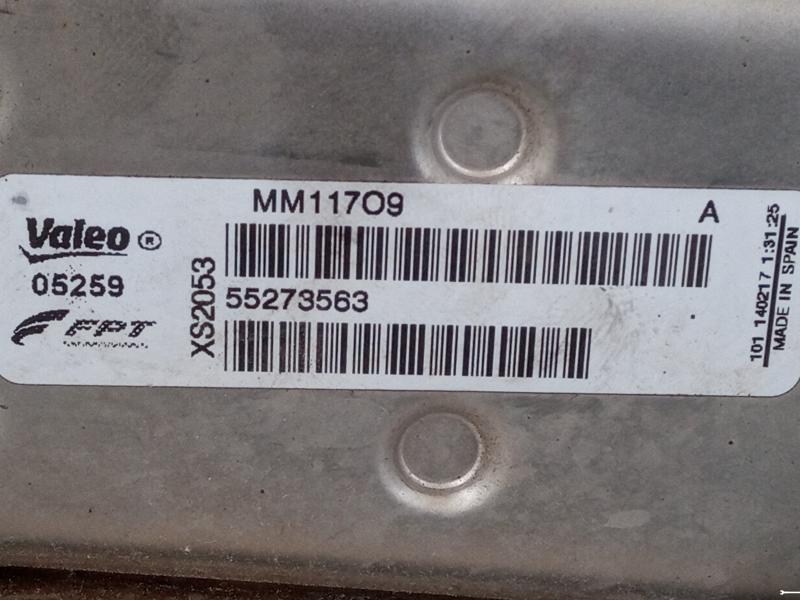 MM11709
A
Valeo®
05259
FPT
XS2053
55273563
101 140217 1:31:25
MADE IN SPAIN